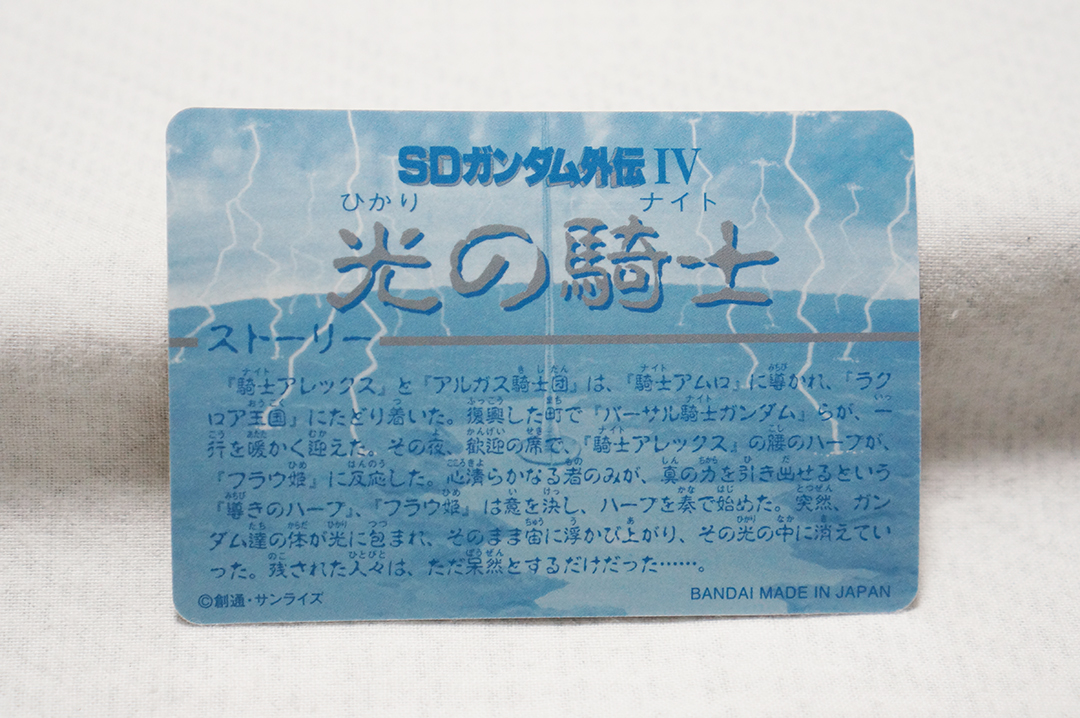 SDガンダム外伝 IV
ひかり ナイト
光の騎士
ストーリー
『騎士アレックス』と『アルガス騎士団』は、『騎士アムロ』に導かれ、『ラク
ロア王国』にたどり着いた。復興した町で『バーサル騎士ガンダム』らが、一
行を暖かく迎えた。その夜、歓迎の席で、『騎士アレックス』の腰のハープが、
『フラウ姫』に反応した。心清らかなる者のみが、真の力を引き出せるという
『導きのハープ』、『フラウ姫』は意を決し、ハープを奏で始めた。突然、ガン
ダム達の体が光に包まれ、そのまま宙に浮かび上がり、その光の中に消えてい
った。残された人々は、ただ呆然とするだけだった……。
©創通・サンライズ
BANDAI MADE IN JAPAN